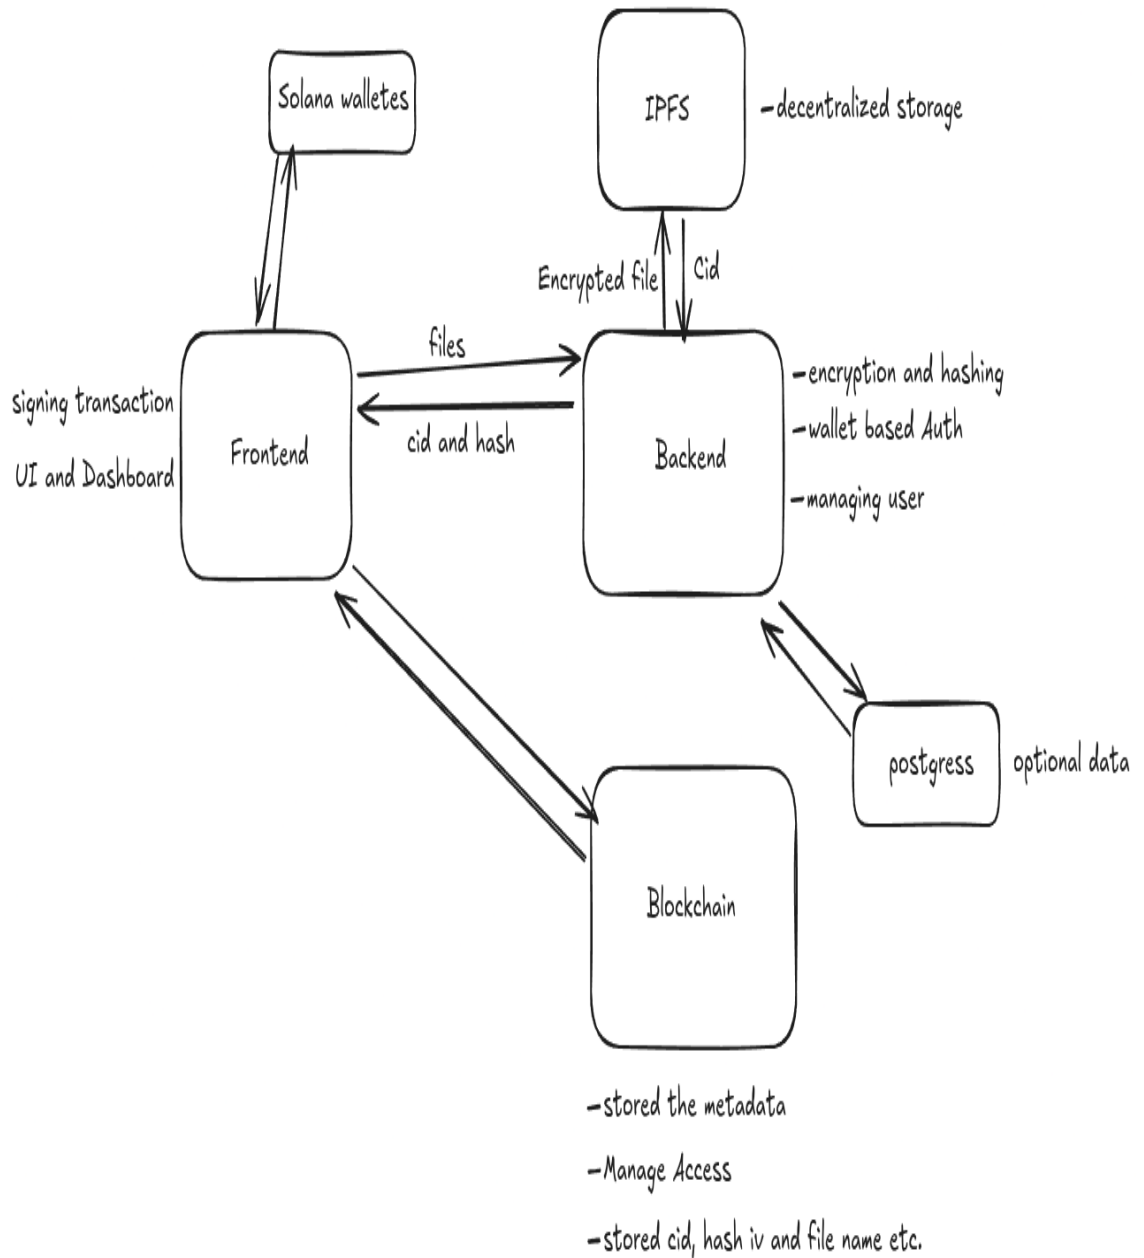 Solana walletes
IPFS
-decentralized storage
Encrypted file
Cid
files
cid and hash
signing transaction
UI and Dashboard
Frontend
Backend
-encryption and hashing
-wallet based Auth
-managing user
postgress
optional data
Blockchain
-stored the metadata
-Manage Access
-stored cid, hash iv and file name etc.